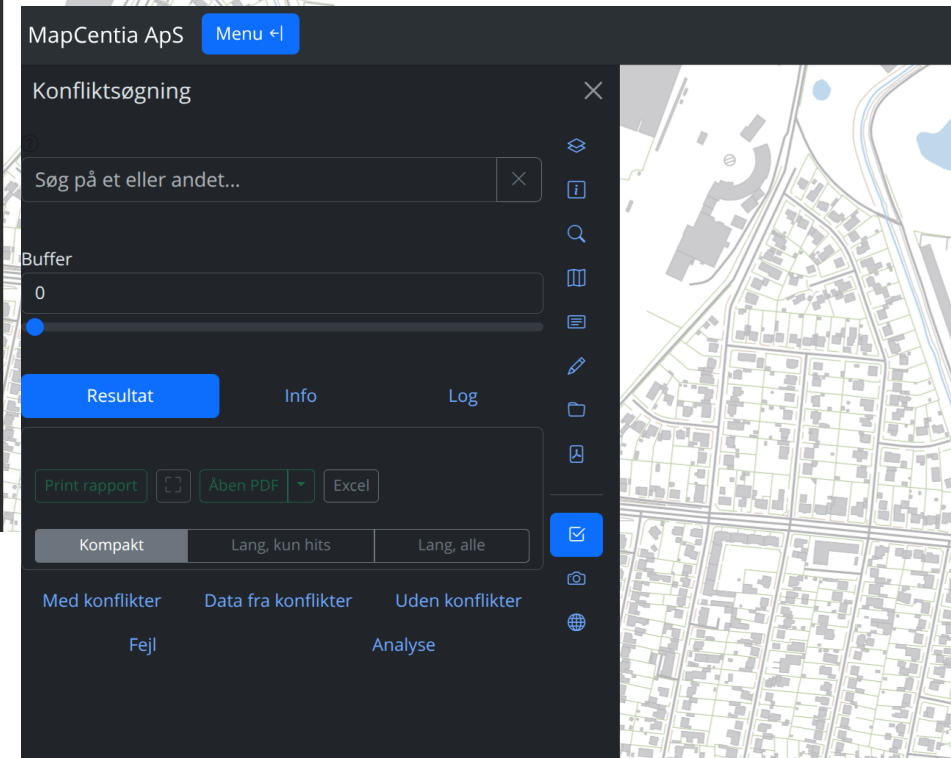 MapCentia ApS Menu
Konfliktsøgning
Søg på et eller andet...
Buffer
0
Resultat Info Log
Print rapport Åben PDF Excel
Kompakt Lang, kun hits Lang, alle
Med konflikter Data fra konflikter Uden konflikter
Fejl Analyse